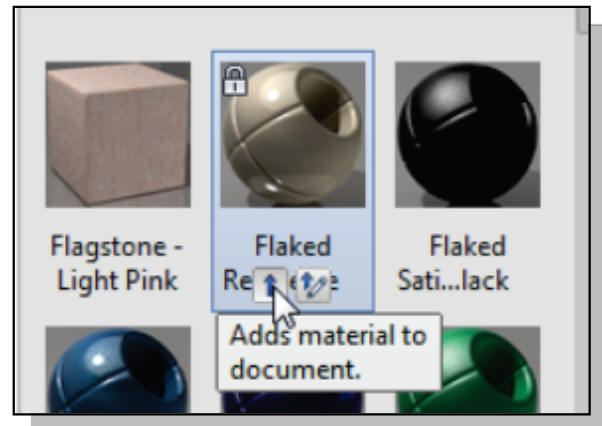 Flagstone -
Light Pink
Flaked
Flaked
Sati...lack
Adds material to
document.